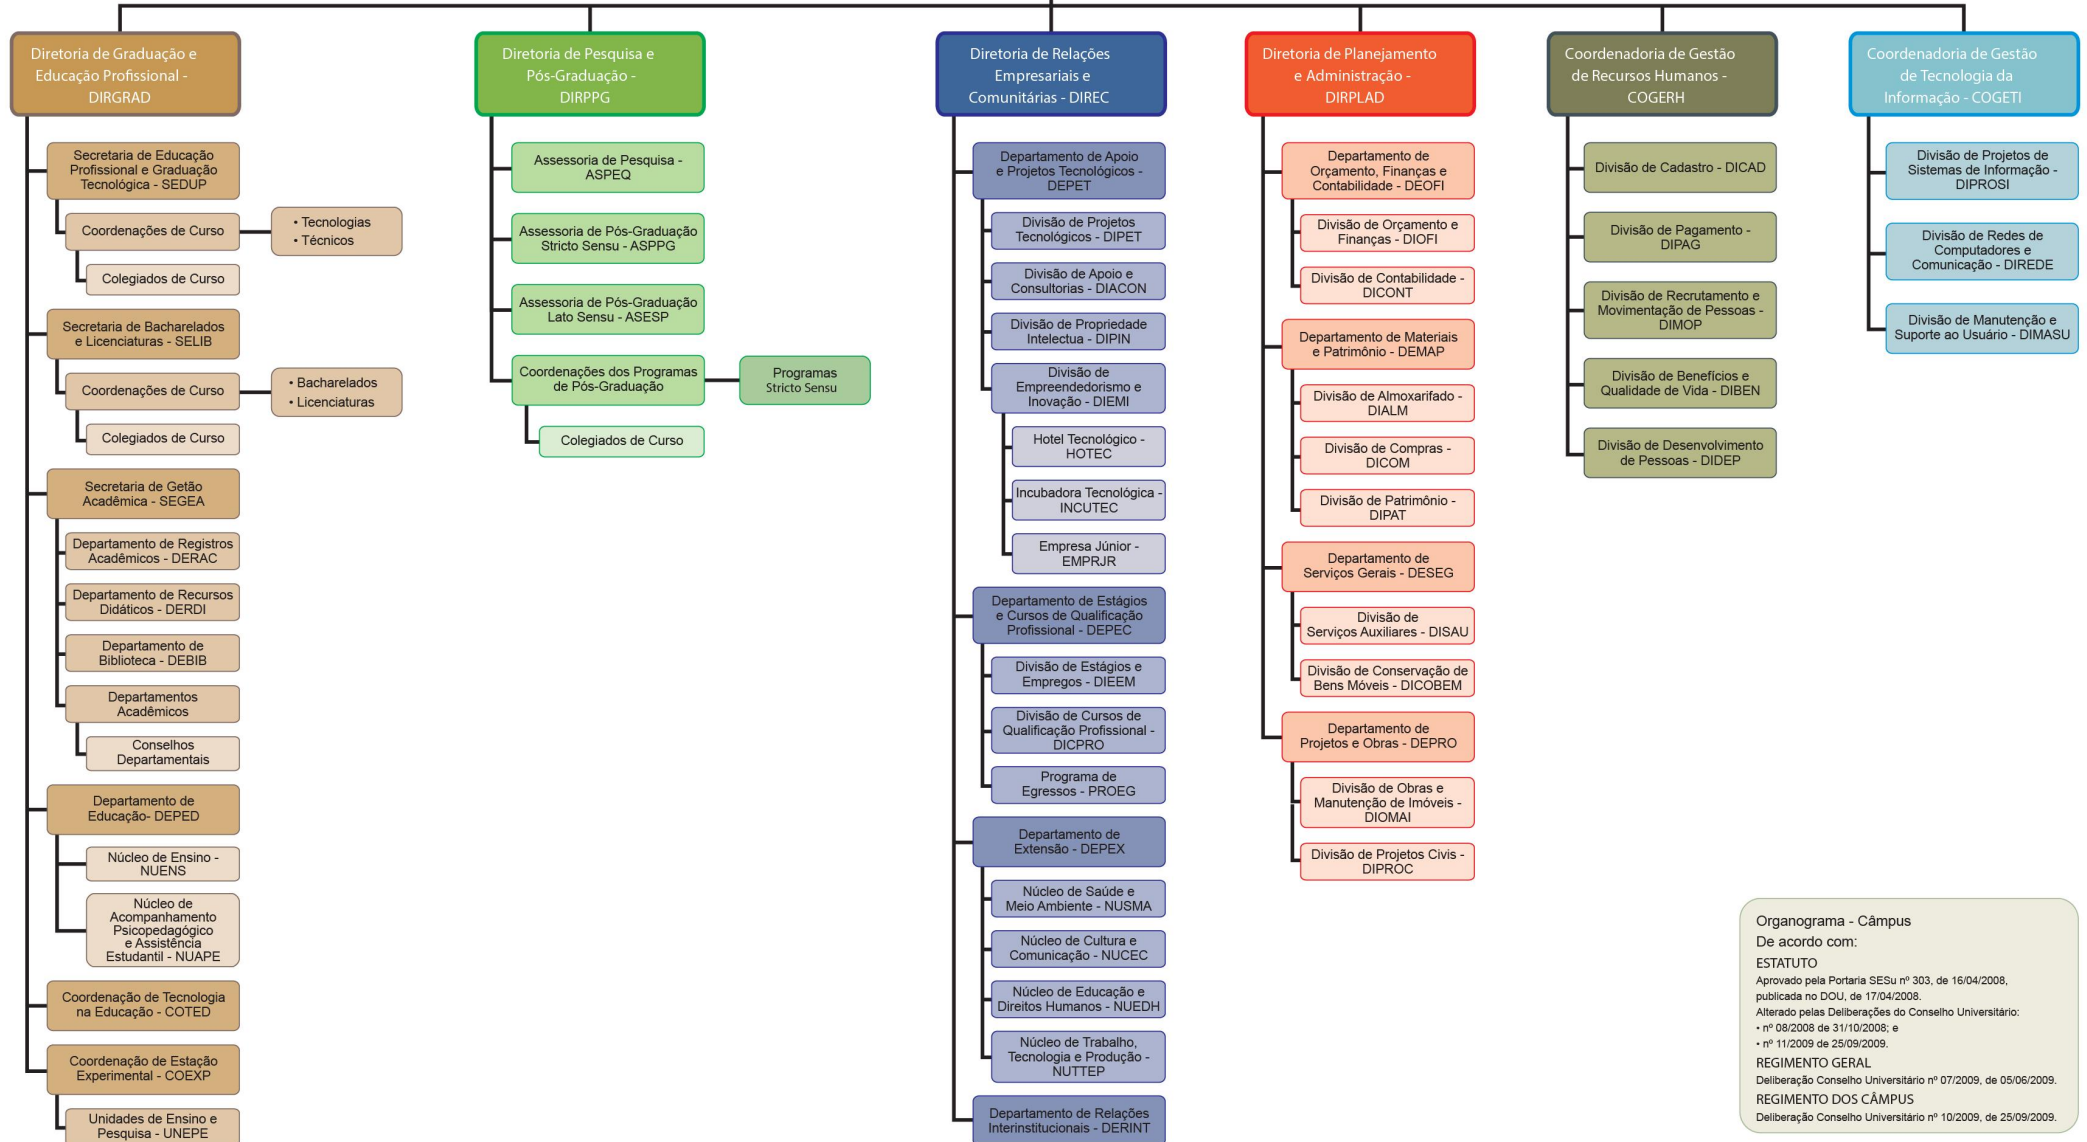 Diretoria de Graduação e
Educação Profissional -
DIRGRAD
Secretaria de Educação
Profissional e Graduação
Tecnológica - SEDUP
Coordenações de Curso
• Tecnologias
• Técnicos
Colegiados de Curso
Secretaria de Bacharelados
e Licenciaturas - SELIB
Coordenações de Curso
• Bacharelados
• Licenciaturas
Colegiados de Curso
Secretaria de Getão
Acadêmica - SEGEA
Departamento de Registros
Acadêmicos - DERAC
Departamento de Recursos
Didáticos - DERDI
Departamento de
Biblioteca - DEBIB
Departamentos
Acadêmicos
Conselhos
Departamentais
Departamento de
Educação- DEPED
Núcleo de Ensino -
NUENS
Núcleo de
Acompanhamento
Psicopedagógico
e Assistência
Estudantil - NUAPE
Coordenação de Tecnologia
na Educação - COTED
Coordenação de Estação
Experimental - COEXP
Unidades de Ensino e
Pesquisa - UNEPE
Diretoria de Pesquisa e
Pós-Graduação -
DIRPPG
Assessoria de Pesquisa -
ASPEQ
Assessoria de Pós-Graduação
Stricto Sensu - ASPPG
Assessoria de Pós-Graduação
Lato Sensu - ASESP
Coordenações dos Programas
de Pós-Graduação
Programas
Stricto Sensu
Colegiados de Curso
Diretoria de Relações
Empresariais e
Comunitárias - DIREC
Departamento de Apoio
e Projetos Tecnológicos -
DEPET
Divisão de Projetos
Tecnológicos - DIPET
Divisão de Apoio e
Consultorias - DIACON
Divisão de Propriedade
Intelectua - DIPIN
Divisão de
Empreendedorismo e
Inovação - DIEMI
Hotel Tecnológico -
HOTEC
Incubadora Tecnológica -
INCUTEC
Empresa Júnior -
EMPRJR
Departamento de Estágios
e Cursos de Qualificação
Profissional - DEPEC
Divisão de Estágios e
Empregos - DIEEM
Divisão de Cursos de
Qualificação Profissional -
DICPRO
Programa de
Egressos - PROEG
Departamento de
Extensão - DEPEX
Núcleo de Saúde e
Meio Ambiente - NUSMA
Núcleo de Cultura e
Comunicação - NUCEC
Núcleo de Educação e
Direitos Humanos - NUEDH
Núcleo de Trabalho,
Tecnologia e Produção -
NUTTEP
Departamento de Relações
Interinstitucionais - DERINT
Diretoria de Planejamento
e Administração -
DIRPLAD
Departamento de
Orçamento, Finanças e
Contabilidade - DEOFI
Divisão de Orçamento e
Finanças - DIOFI
Divisão de Contabilidade -
DICONT
Departamento de Materiais
e Patrimônio - DEMAP
Divisão de Almoxarifado -
DIALM
Divisão de Compras -
DICOM
Divisão de Patrimônio -
DIPAT
Departamento de
Serviços Gerais - DESEG
Divisão de
Serviços Auxiliares - DISAU
Divisão de Conservação de
Bens Móveis - DICOBEM
Departamento de
Projetos e Obras - DEPRO
Divisão de Obras e
Manutenção de Imóveis -
DIOMAI
Divisão de Projetos Civis -
DIPROC
Coordenadoria de Gestão
de Recursos Humanos -
COGERH
Divisão de Cadastro - DICAD
Divisão de Pagamento -
DIPAG
Divisão de Recrutamento e
Movimentação de Pessoas -
DIMOP
Divisão de Benefícios e
Qualidade de Vida - DIBEN
Divisão de Desenvolvimento
de Pessoas - DIDEP
Coordenadoria de Gestão
de Tecnologia da
Informação - COGETI
Divisão de Projetos de
Sistemas de Informação -
DIPROSI
Divisão de Redes de
Computadores e
Comunicação - DIREDE
Divisão de Manutenção e
Suporte ao Usuário - DIMASU
Organograma - Câmpus
De acordo com:
ESTATUTO
Aprovado pela Portaria SESu nº 303, de 16/04/2008,
publicada no DOU, de 17/04/2008.
Alterado pelas Deliberações do Conselho Universitário:
• nº 08/2008 de 31/10/2008; e
• nº 11/2009 de 25/09/2009.
REGIMENTO GERAL
Deliberação Conselho Universitário nº 07/2009, de 05/06/2009.
REGIMENTO DOS CÂMPUS
Deliberação Conselho Universitário nº 10/2009, de 25/09/2009.